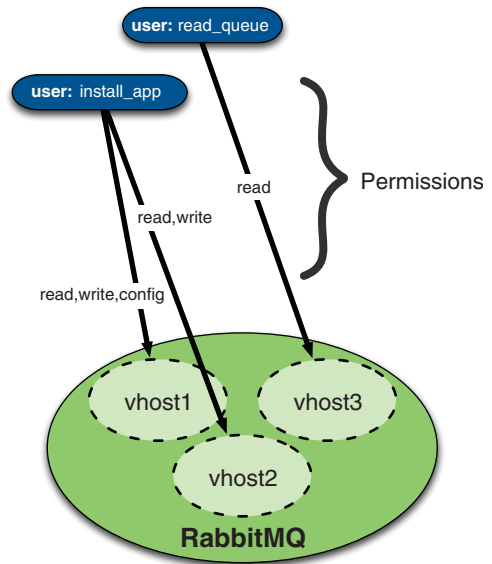 user: read_queue
user: install_app
read
Permissions
read,write
read,write,config
vhost1
vhost3
vhost2
RabbitMQ